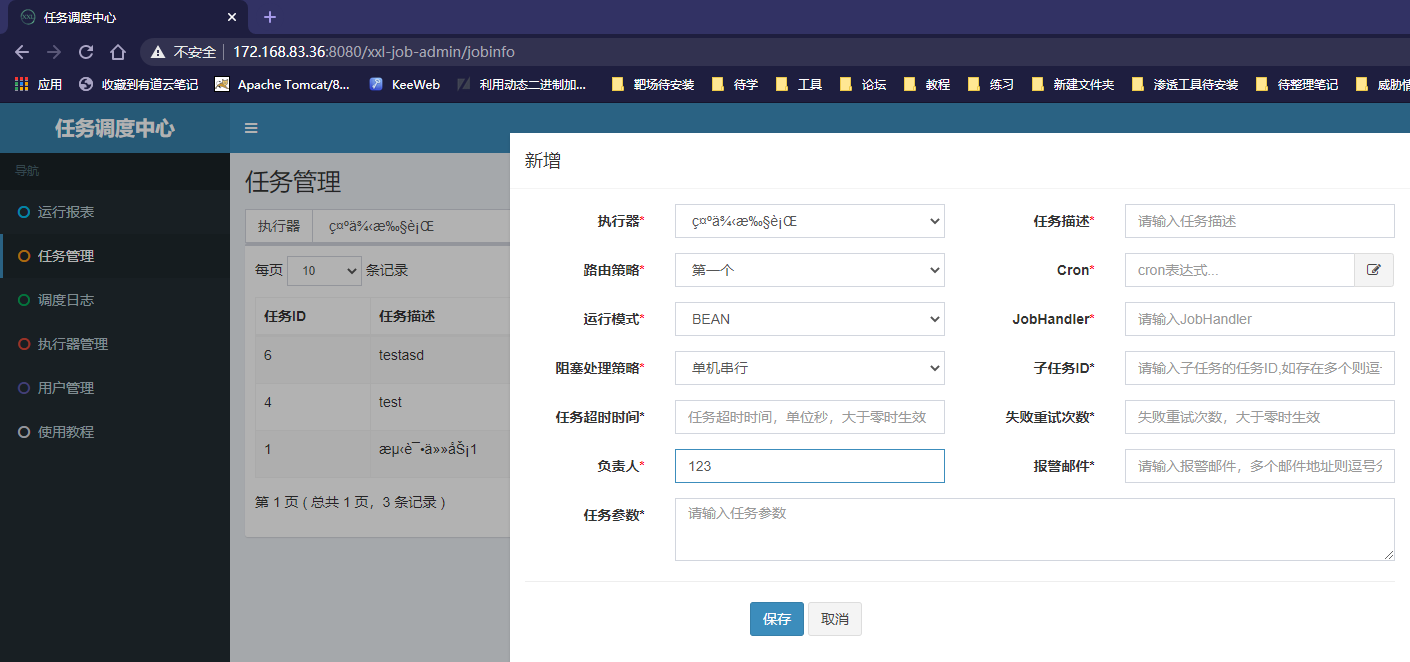 任务调度中心
不安全 172.168.83.36:8080/xxl-job-admin/jobinfo
应用 收藏到有道云笔记 Apache Tomcat/8... KeeWeb 利用动态二进制加... 靶场待安装 待学 工具 论坛 教程 练习 新建文件夹 渗透工具待安装 待整理笔记 威胁情
任务调度中心
导航
运行报表
任务管理
调度日志
执行器管理
用户管理
使用教程
任务管理
执行器 ç¤ºä¾‹æ‰§è¡Œ
每页 10 条记录
任务ID 任务描述
6 testasd
4 test
1 æµ‹è¯•ä»»åŠ¡1
第 1 页 ( 总共 1 页，3 条记录 )
新增
执行器* ç¤ºä¾‹æ‰§è¡Œ 任务描述* 请输入任务描述
路由策略* 第一个 Cron* cron表达式...
运行模式* BEAN JobHandler* 请输入JobHandler
阻塞处理策略* 单机串行 子任务ID* 请输入子任务的任务ID,如存在多个则逗
任务超时时间* 任务超时时间，单位秒，大于零时生效 失败重试次数* 失败重试次数，大于零时生效
负责人* 123 报警邮件* 请输入报警邮件，多个邮件地址则逗号分
任务参数* 请输入任务参数
保存 取消